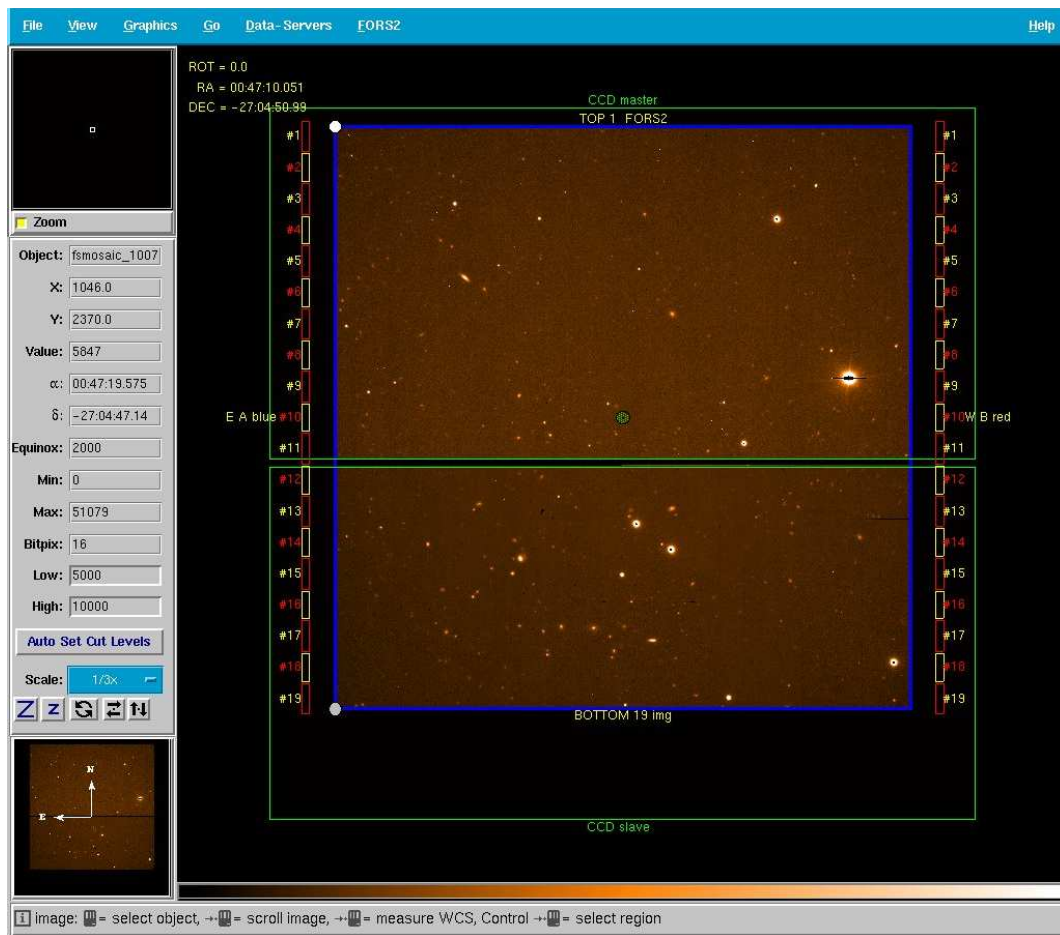 File View Graphics Go Data-Servers FORS2 Help
ROT = 0.0
RA = 00:47:10.051
DEC = -27:04:50.99
CCD master
TOP 1 FORS2
#1 #1
#2 #2
#3 #3
#4 #4
#5 #5
#6 #6
#7 #7
#8 #8
#9 #9
E A blue #10 #10 W B red
#11 #11
#12 #12
#13 #13
#14 #14
#15 #15
#16 #16
#17 #17
#18 #18
#19 #19
BOTTOM 19 img
CCD slave
Zoom
Object: fsmosaic_1007
X: 1046.0
Y: 2370.0
Value: 5847
α: 00:47:19.575
δ: -27:04:47.14
Equinox: 2000
Min: 0
Max: 51079
Bitpix: 16
Low: 5000
High: 10000
Auto Set Cut Levels
Scale: 1/3x
Z z
N
E
image: = select object, = scroll image, = measure WCS, Control = select region